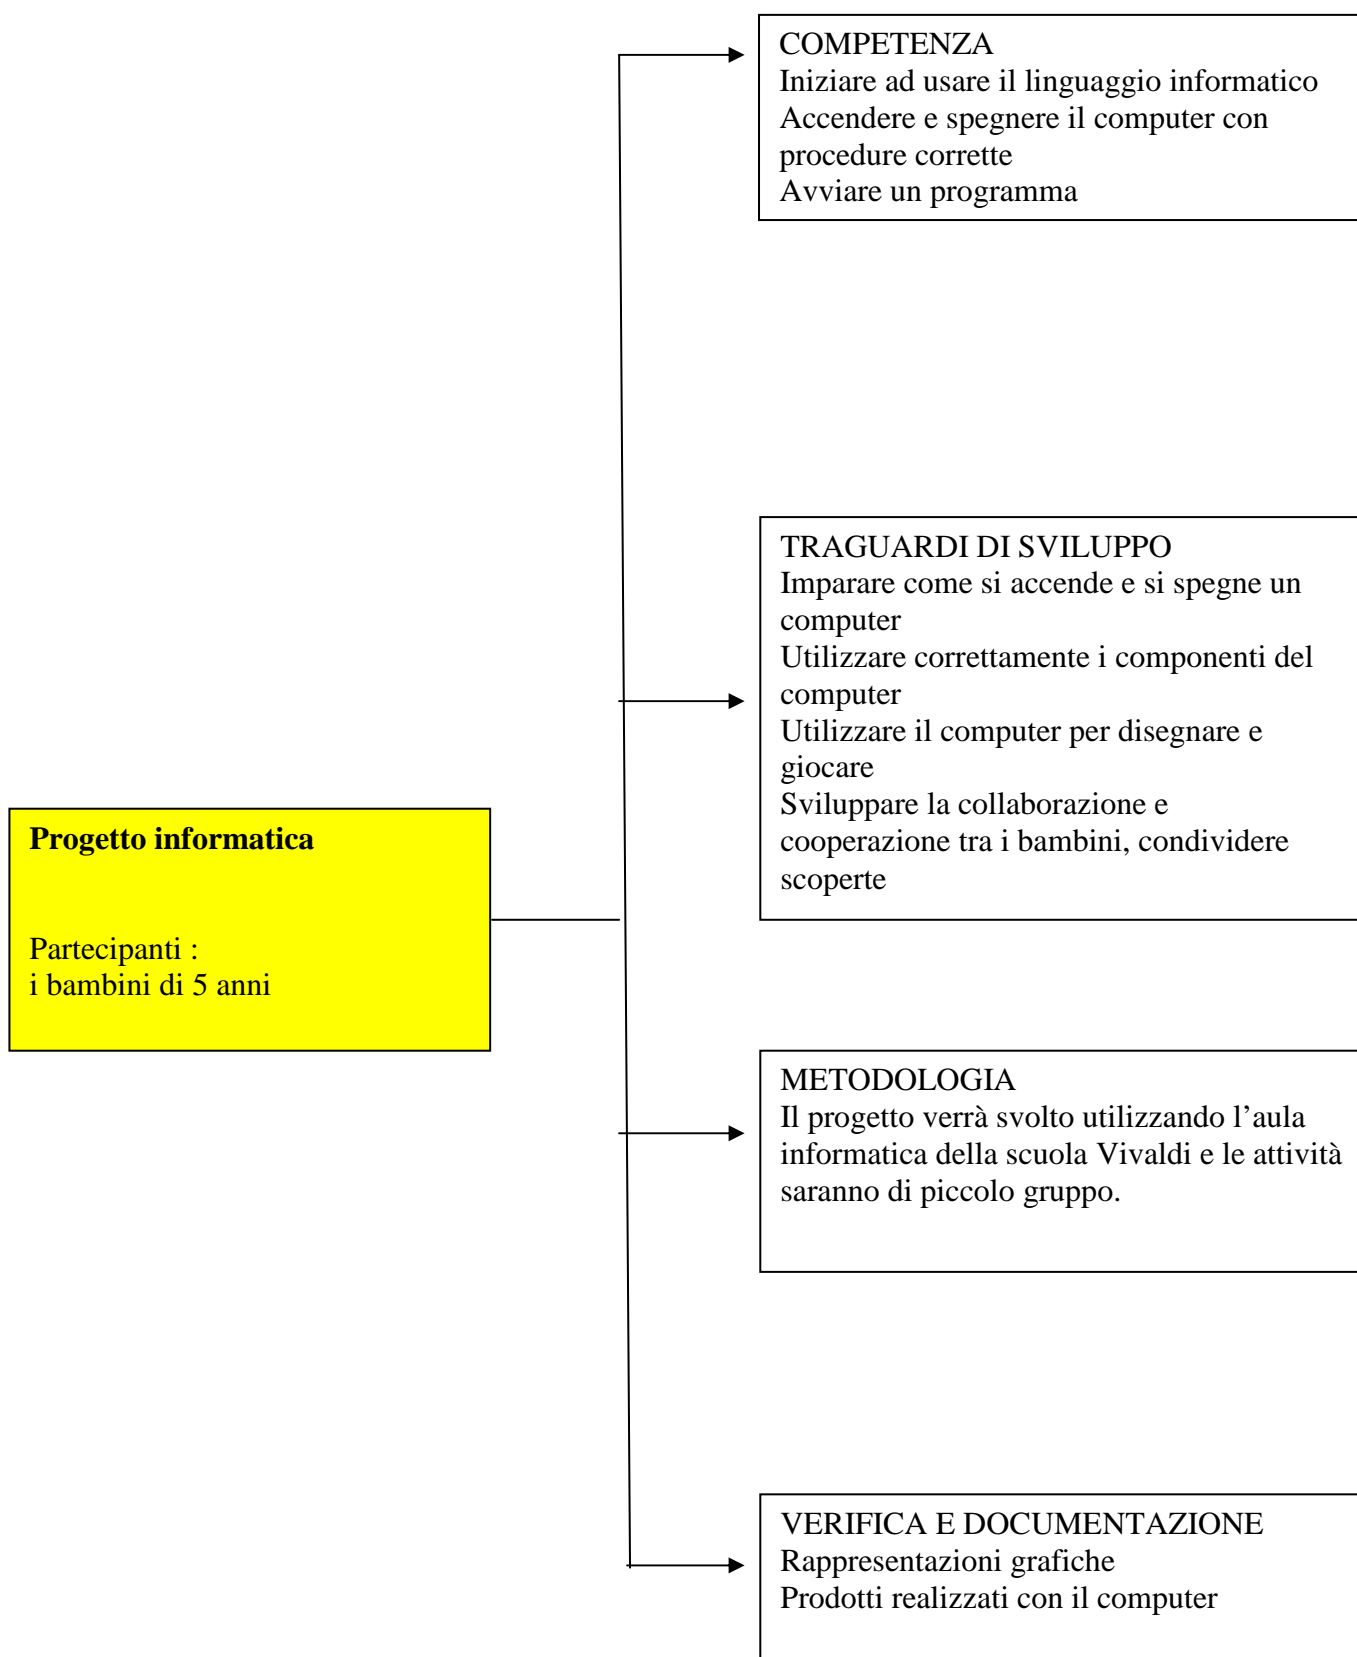 COMPETENZA
Iniziare ad usare il linguaggio informatico
Accendere e spegnere il computer con
procedure corrette
Avviare un programma
TRAGUARDI DI SVILUPPO
Imparare come si accende e si spegne un
computer
Utilizzare correttamente i componenti del
computer
Utilizzare il computer per disegnare e
giocare
Sviluppare la collaborazione e
cooperazione tra i bambini, condividere
scoperte
Progetto informatica
Partecipanti :
i bambini di 5 anni
METODOLOGIA
Il progetto verrà svolto utilizzando l’aula
informatica della scuola Vivaldi e le attività
saranno di piccolo gruppo.
VERIFICA E DOCUMENTAZIONE
Rappresentazioni grafiche
Prodotti realizzati con il computer